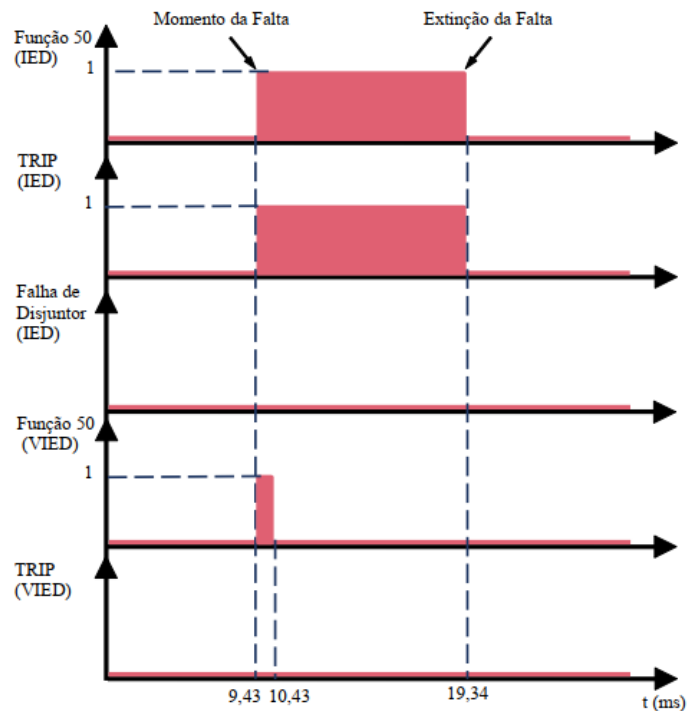 Momento da Falta
Extinção da Falta
Função 50
(IED)
1
TRIP
(IED)
1
Falha de
Disjuntor
(IED)
Função 50
(VIED)
1
TRIP
(VIED)
9,43
10,43
19,34
t (ms)